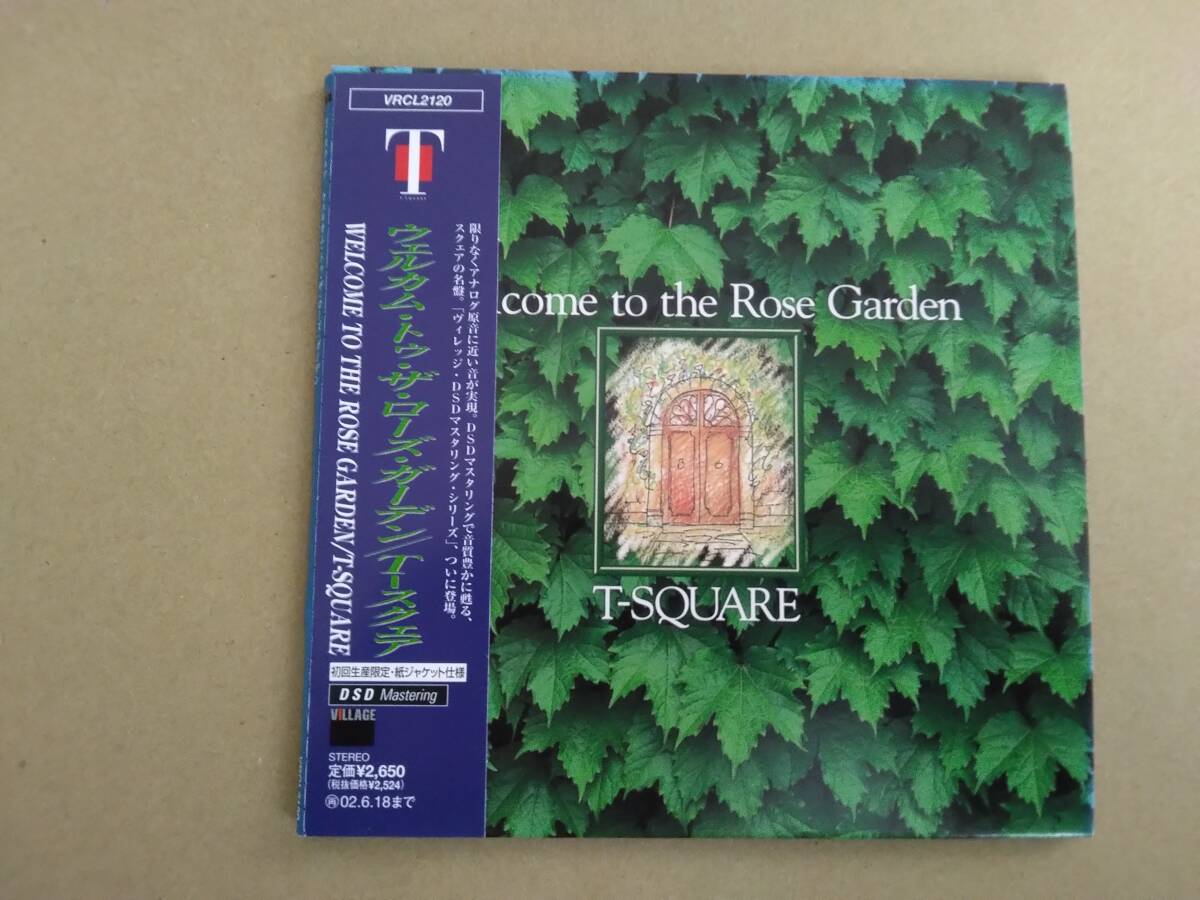 VRCL2120
T
限りなくアナログ原音に近い音が実現。DSDマスタリングで音質豊かに甦る、
スクェアの名盤。「ヴィレッジ・DSDマスタリング・シリーズ」、ついに登場。
ウェルカム・トゥ・ザ・ローズ・ガーデン/T-スクェア
WELCOME TO THE ROSE GARDEN/T-SQUARE
初回生産限定・紙ジャケット仕様
DSD Mastering
ViLLAGE
STEREO
定価¥2,650
(税抜価格¥2,524)
再02.6.18まで
come to the Rose Garden
T-SQUARE